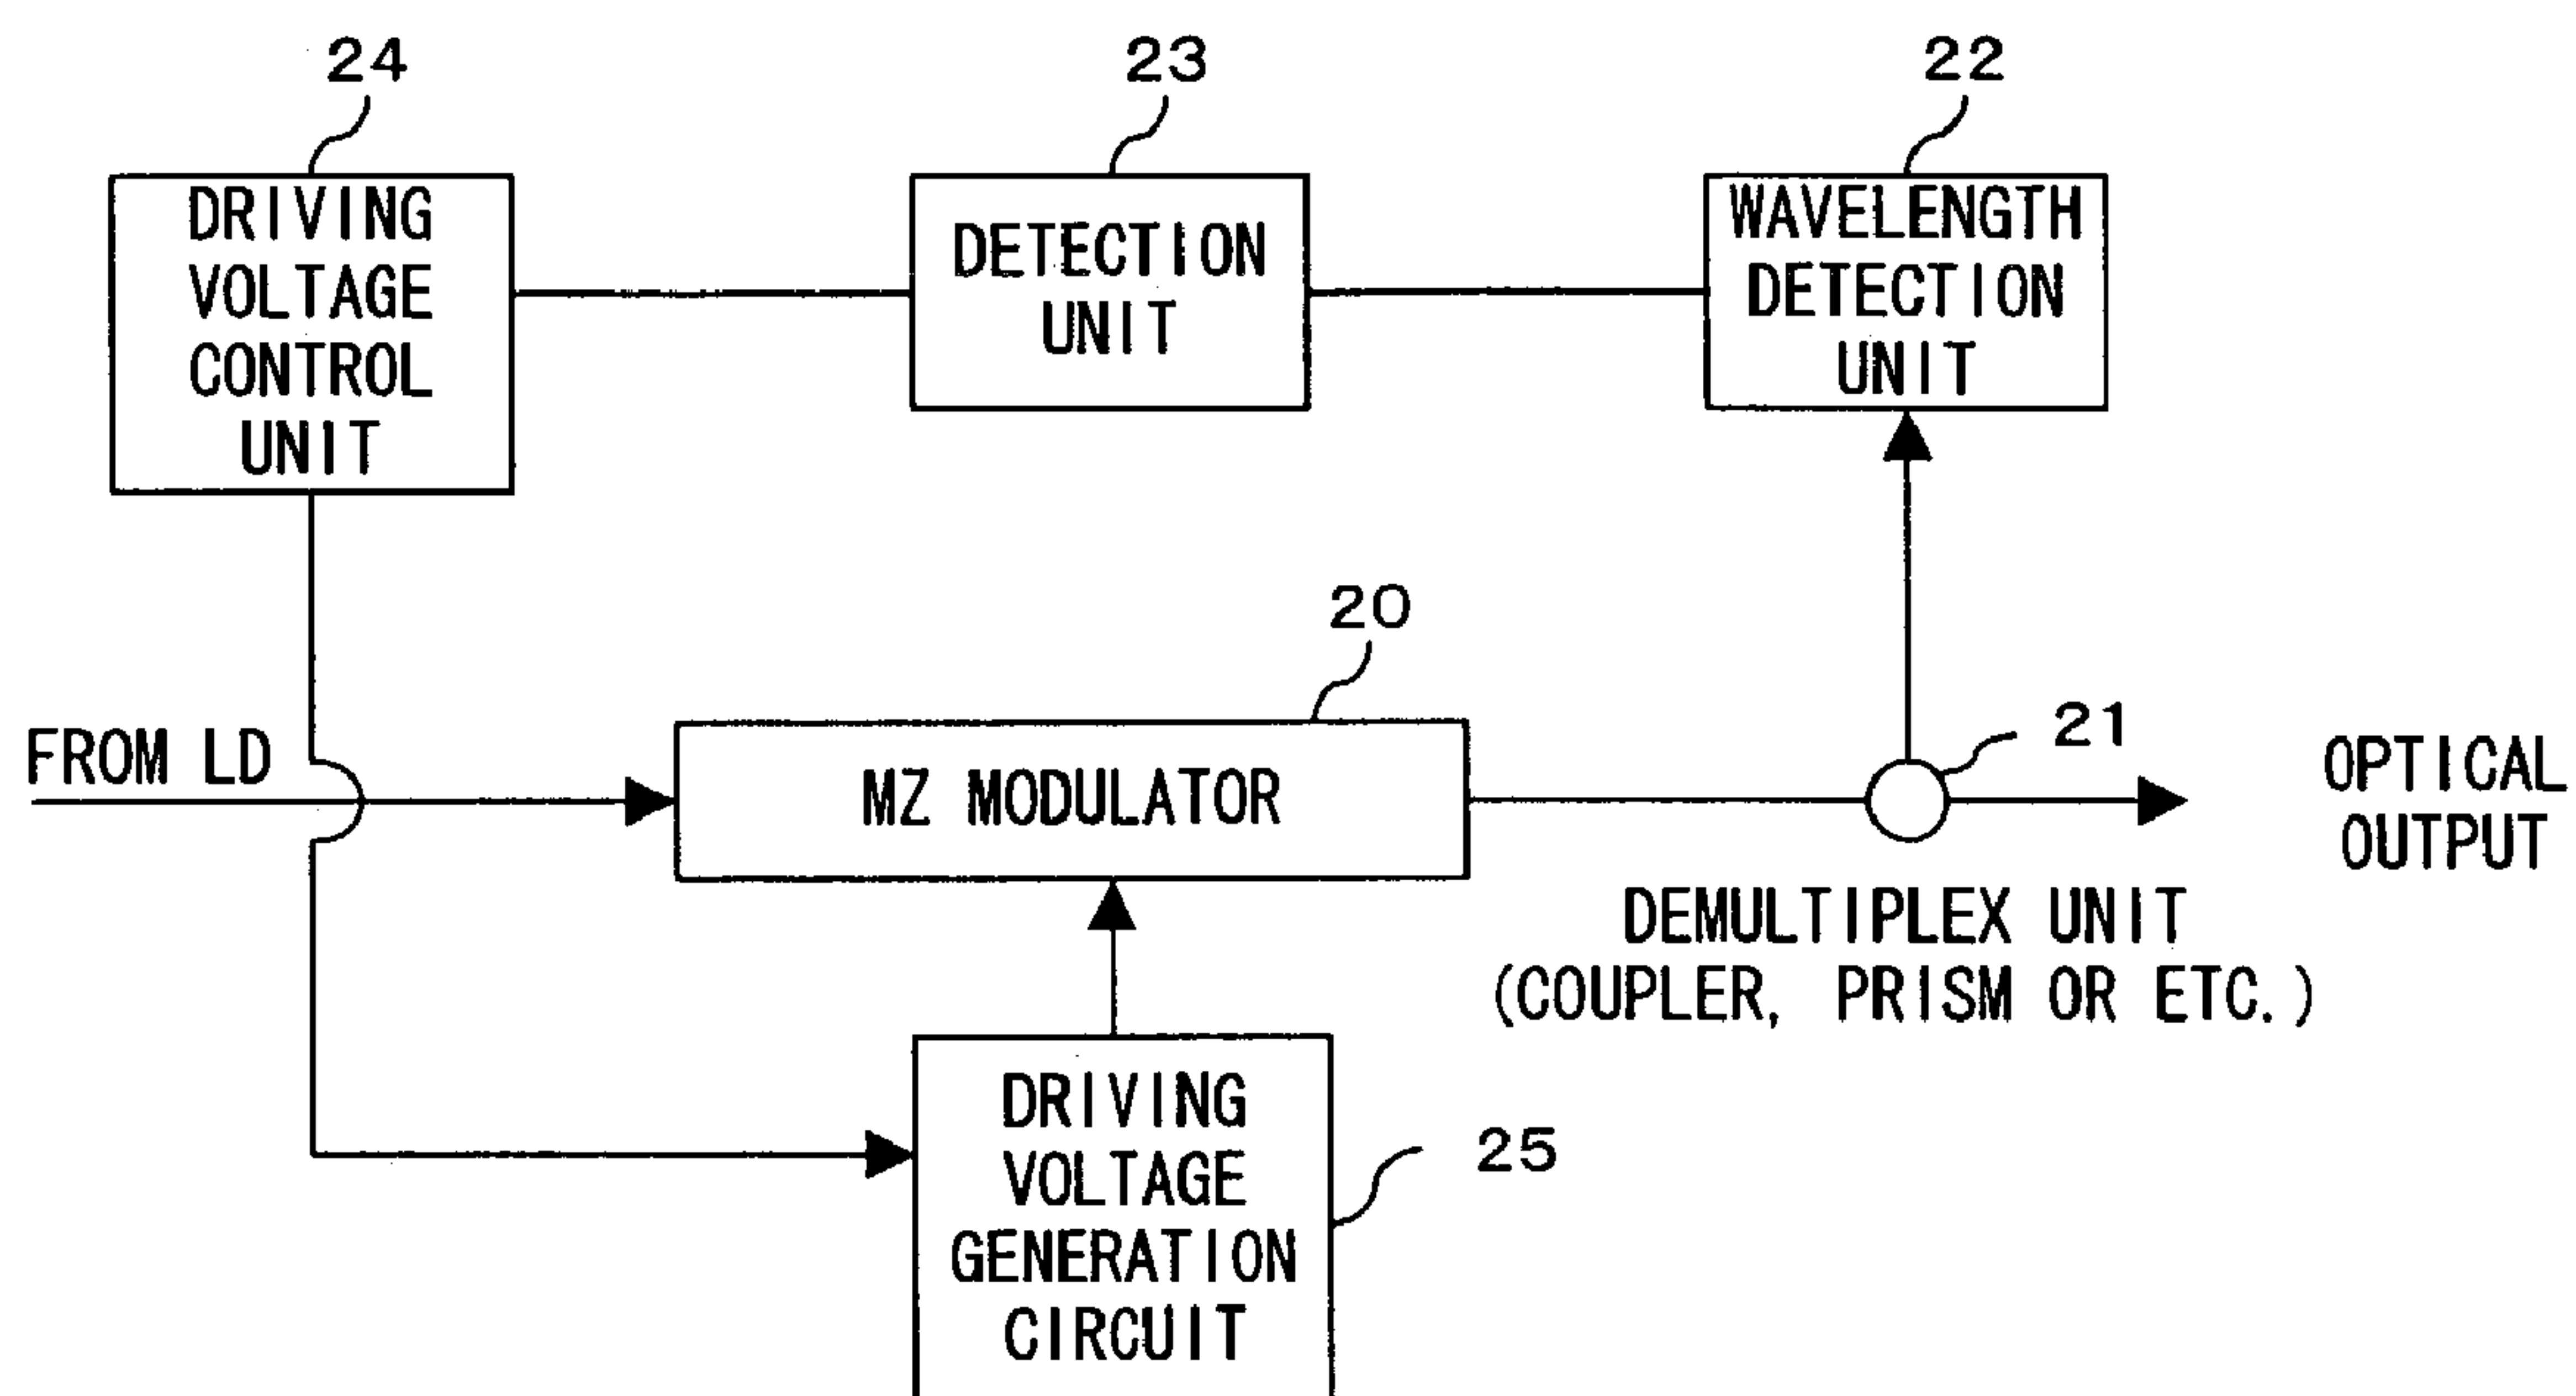 24
23
22
DRIVING
VOLTAGE
CONTROL
UNIT
DETECTION
UNIT
WAVELENGTH
DETECTION
UNIT
20
FROM LD
MZ MODULATOR
21
OPTICAL
OUTPUT
DEMULTIPLEX UNIT
(COUPLER, PRISM OR ETC.)
DRIVING
VOLTAGE
GENERATION
CIRCUIT
25